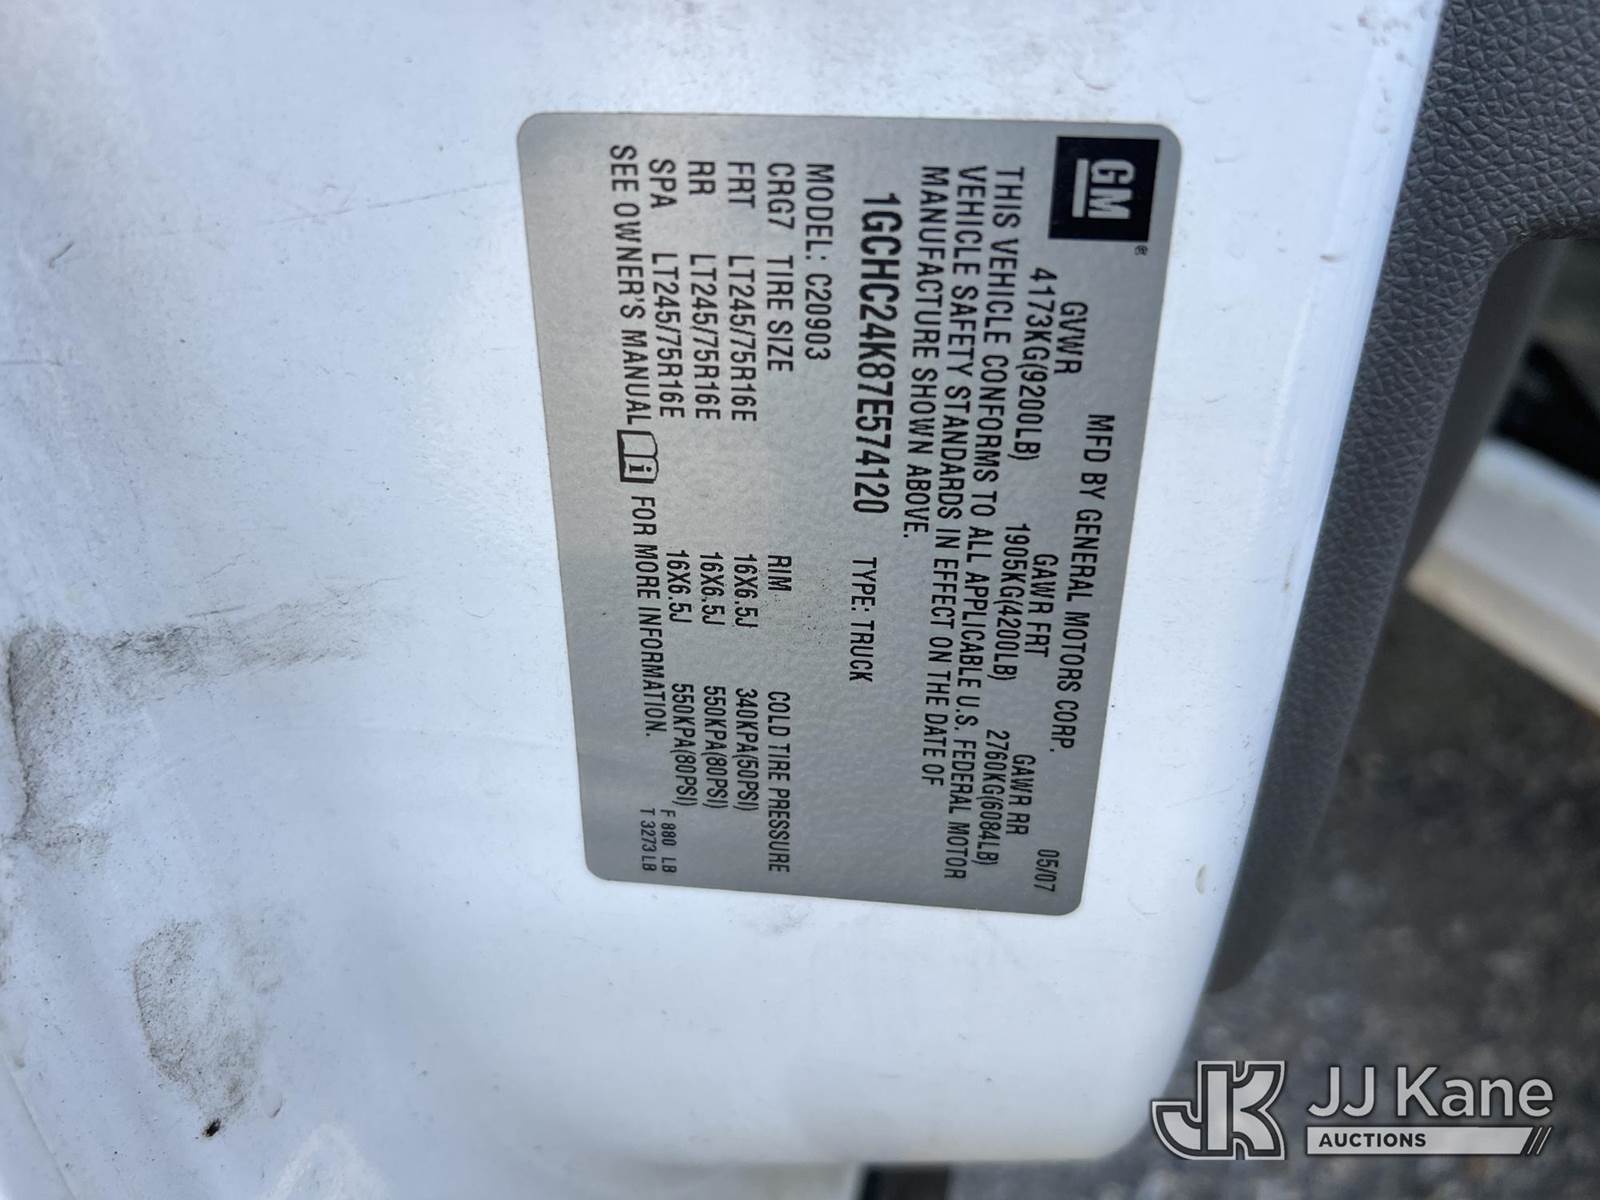 GM®
MFD BY GENERAL MOTORS CORP. 05/07
GVWR GAWR FRT GAWR RR
4173KG(9200LB) 1905KG(4200LB) 2760KG(6084LB)
THIS VEHICLE CONFORMS TO ALL APPLICABLE U.S. FEDERAL MOTOR
VEHICLE SAFETY STANDARDS IN EFFECT ON THE DATE OF
MANUFACTURE SHOWN ABOVE.
1GCHC24K87E574120 TYPE: TRUCK
MODEL: C20903
CRG7 TIRE SIZE RIM COLD TIRE PRESSURE
FRT LT245/75R16E 16X6.5J 340KPA(50PSI)
RR LT245/75R16E 16X6.5J 550KPA(80PSI)
SPA LT245/75R16E 16X6.5J 550KPA(80PSI) F 880 LB
SEE OWNER'S MANUAL i FOR MORE INFORMATION. T 3273LB
JK JJ Kane
AUCTIONS